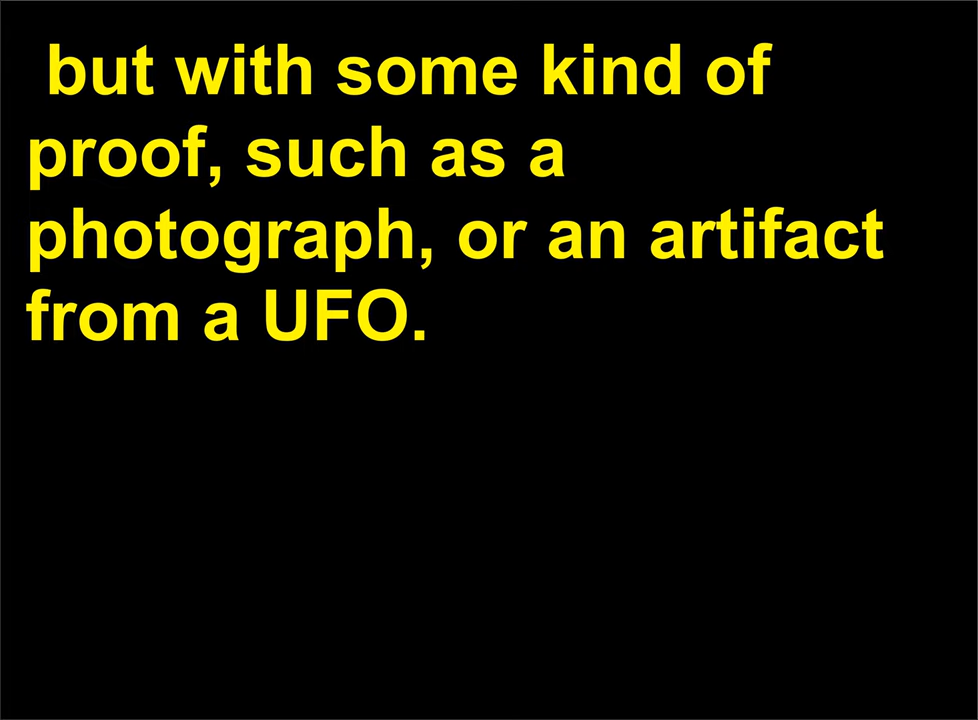 but with some kind of
proof, such as a
photograph, or an artifact
from a UFO.